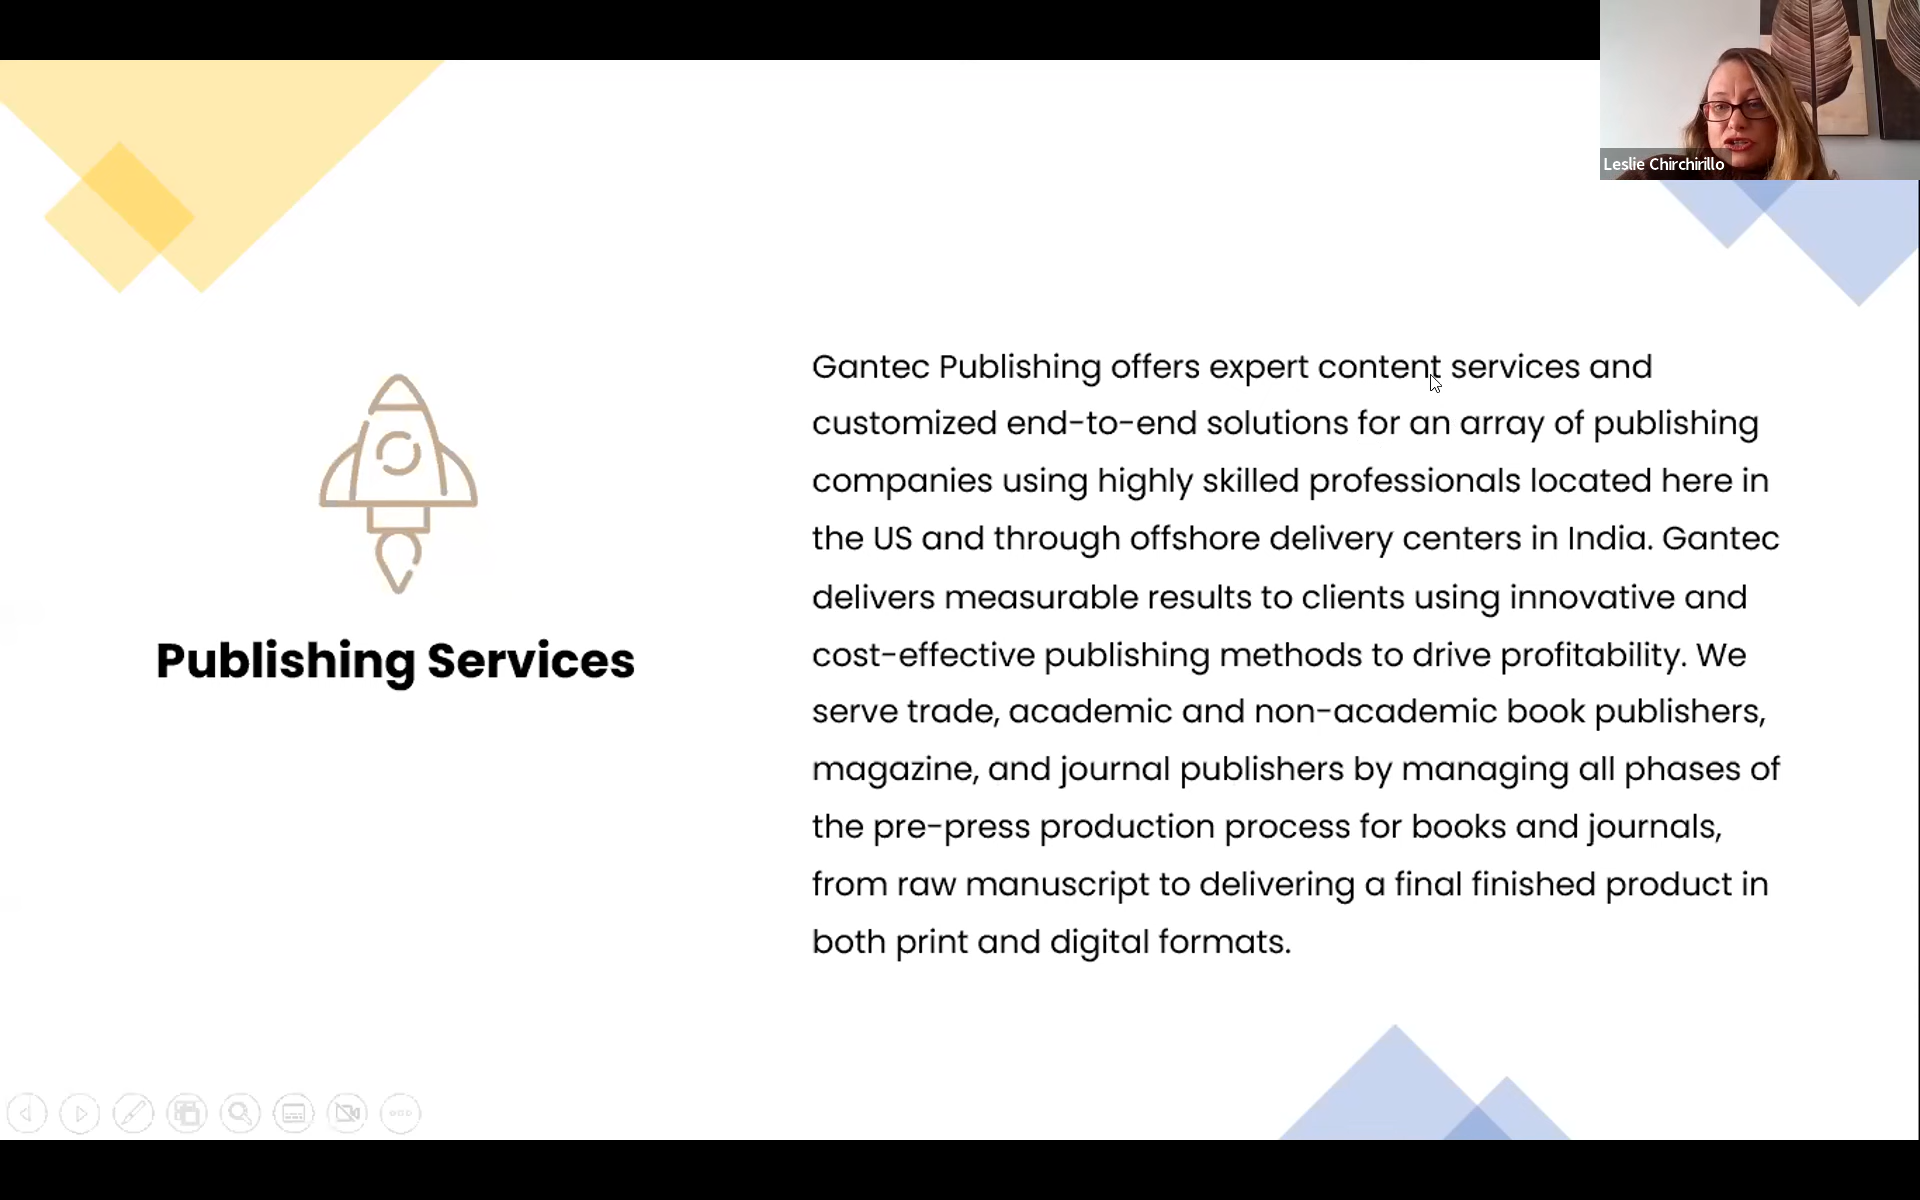 Leslie Chirchirillo
Publishing Services
Gantec Publishing offers expert content services and
customized end-to-end solutions for an array of publishing
companies using highly skilled professionals located here in
the US and through offshore delivery centers in India. Gantec
delivers measurable results to clients using innovative and
cost-effective publishing methods to drive profitability. We
serve trade, academic and non-academic book publishers,
magazine, and journal publishers by managing all phases of
the pre-press production process for books and journals,
from raw manuscript to delivering a final finished product in
both print and digital formats.